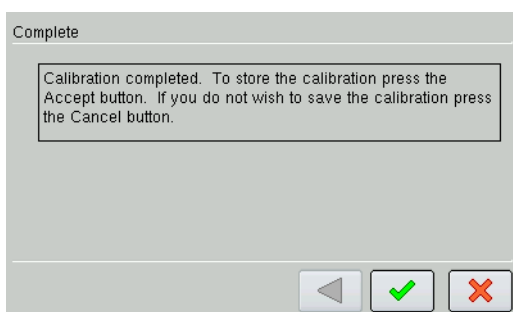 Complete
Calibration completed. To store the calibration press the
Accept button. If you do not wish to save the calibration press
the Cancel button.